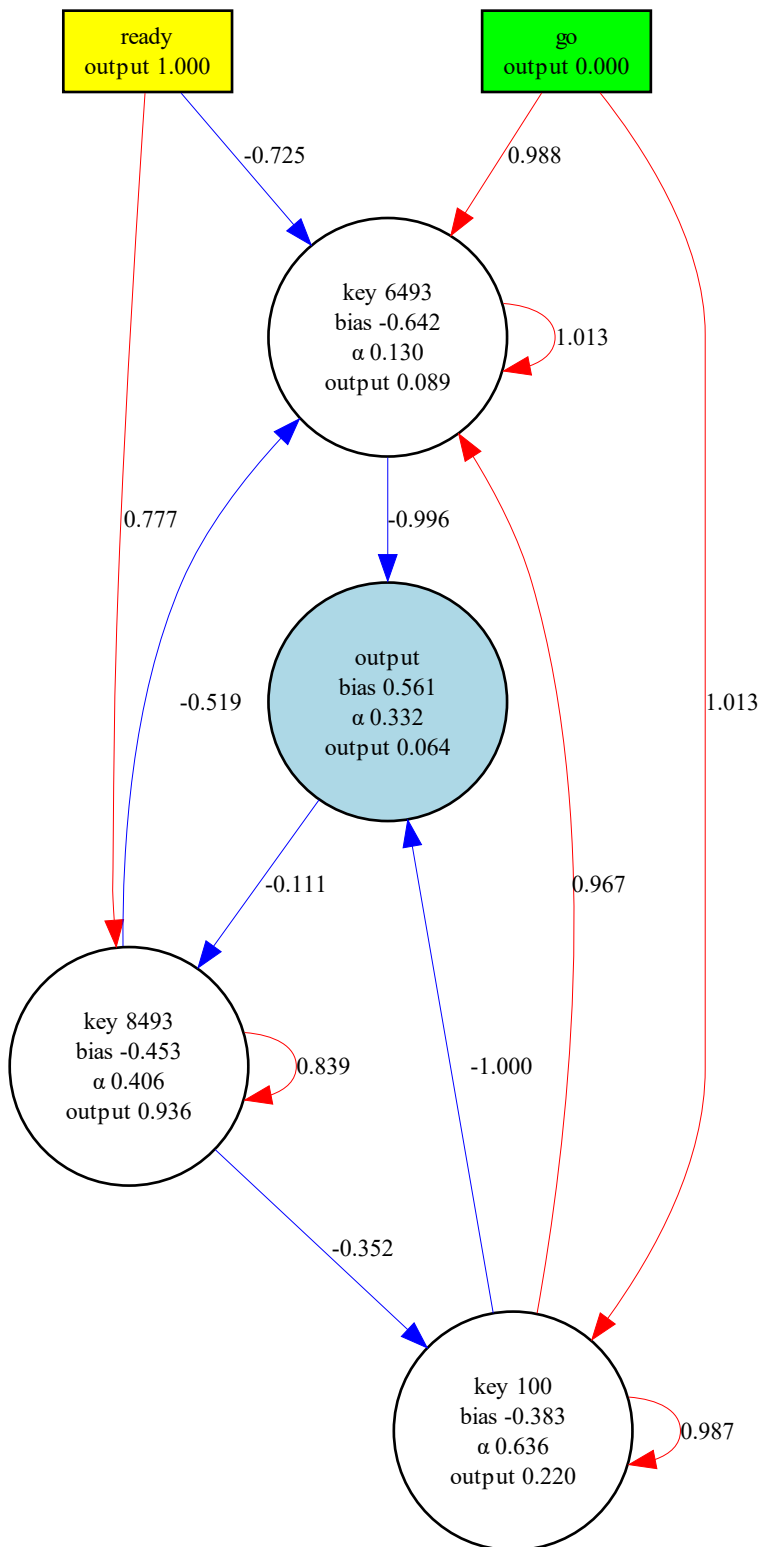 ready
output 1.000
go
output 0.000
-0.725
0.988
key 6493
bias -0.642
α 0.130
output 0.089
1.013
0.777
-0.996
output
bias 0.561
α 0.332
output 0.064
-0.519
1.013
-0.111
0.967
key 8493
bias -0.453
α 0.406
output 0.936
0.839
-1.000
-0.352
key 100
bias -0.383
α 0.636
output 0.220
0.987